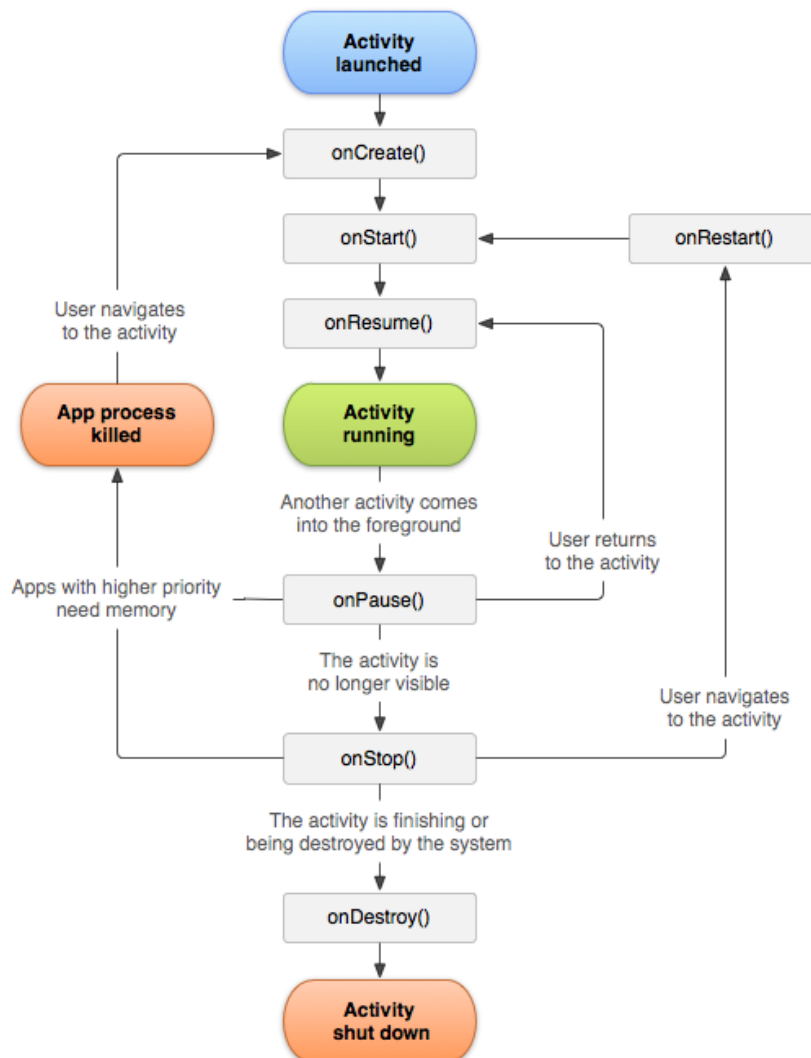 Activity
launched
onCreate()
onStart()
onRestart()
User navigates
to the activity
onResume()
App process
killed
Activity
running
Another activity comes
into the foreground
User returns
to the activity
Apps with higher priority
need memory
onPause()
The activity is
no longer visible
User navigates
to the activity
onStop()
The activity is finishing or
being destroyed by the system
onDestroy()
Activity
shut down